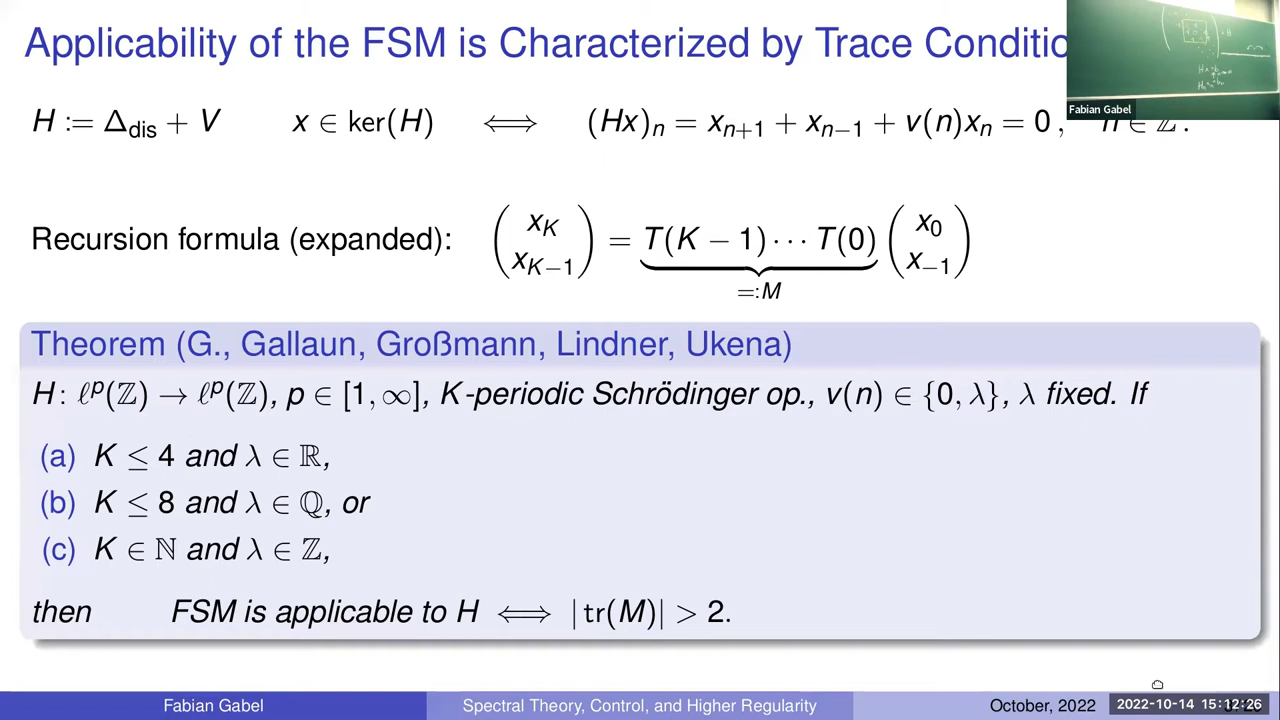 Applicability of the FSM is Characterized by Trace Conditio
Fabian Gabel
H := Δ_dis + V x ∈ ker(H) ⟺ (Hx)_n = x_{n+1} + x_{n−1} + v(n)x_n = 0 , n ∈ ℤ .
Recursion formula (expanded): (x_K x_{K−1}) = T(K − 1) ⋯ T(0) (x_0 x_{−1})
=: M
Theorem (G., Gallaun, Großmann, Lindner, Ukena)
H : ℓ^p(ℤ) → ℓ^p(ℤ), p ∈ [1, ∞], K-periodic Schrödinger op., v(n) ∈ {0, λ}, λ fixed. If
(a) K ≤ 4 and λ ∈ ℝ,
(b) K ≤ 8 and λ ∈ ℚ, or
(c) K ∈ ℕ and λ ∈ ℤ,
then FSM is applicable to H ⟺ | tr(M)| > 2.
Fabian Gabel Spectral Theory, Control, and Higher Regularity October, 2022 2022-10-14 15:12:26